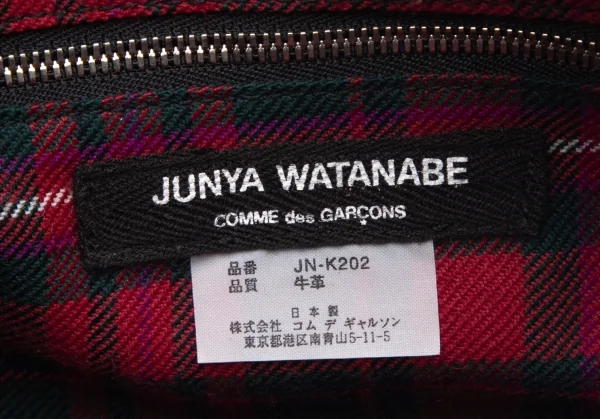 JUNYA WATANABE
COMME des GARÇONS
品番 JN-K202
品質 牛革
日本製
株式会社 コム デ ギャルソン
東京都港区南青山5-11-5